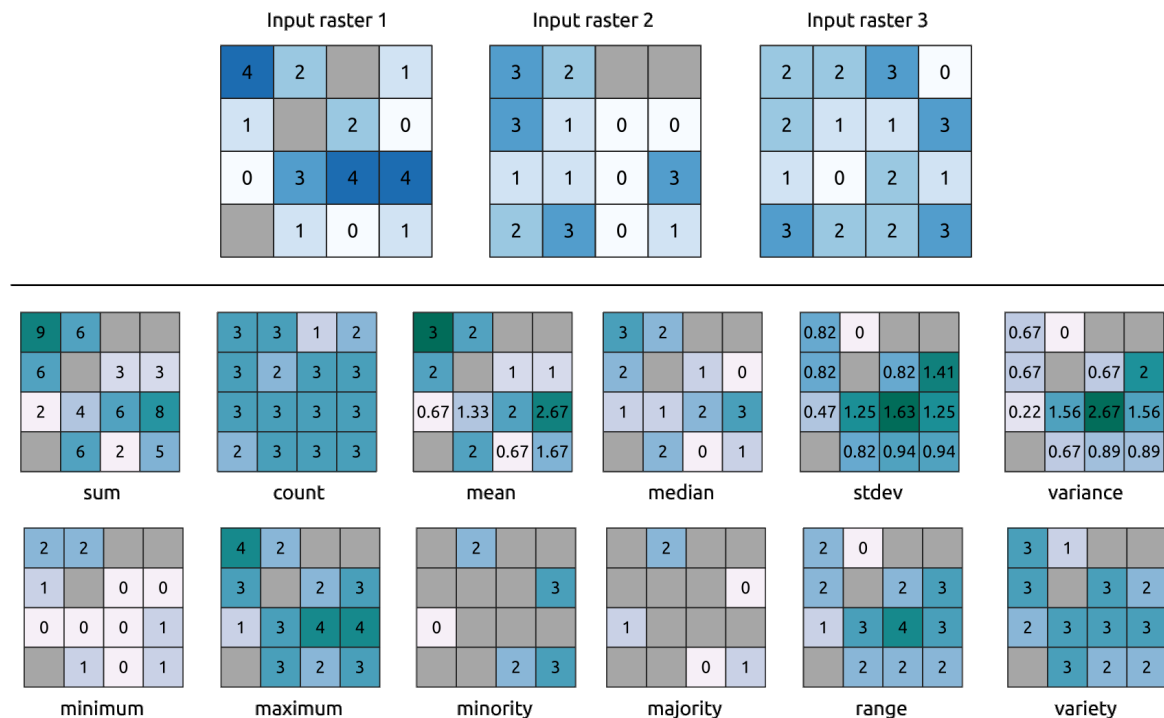 Input raster 1 Input raster 2 Input raster 3
4 2 1 3 2 2 2 3 0
1 2 0 3 1 0 0 2 1 1 3
0 3 4 4 1 1 0 3 1 0 2 1
1 0 1 2 3 0 1 3 2 2 3
9 6 3 3 1 2 3 2 3 2 0.82 0 0.67 0
6 3 3 3 2 3 3 2 1 1 2 1 0 0.82 0.82 1.41 0.67 0.67 2
2 4 6 8 3 3 3 3 0.67 1.33 2 2.67 1 1 2 3 0.47 1.25 1.63 1.25 0.22 1.56 2.67 1.56
6 2 5 2 3 3 3 2 0.67 1.67 2 0 1 0.82 0.94 0.94 0.67 0.89 0.89
sum count mean median stdev variance
2 2 4 2 2 2 2 0 3 1
1 0 0 3 2 3 3 0 2 2 3 3 3 2
0 0 0 1 1 3 4 4 0 1 1 3 4 3 2 3 3 3
1 0 1 3 2 3 2 3 0 1 2 2 2 3 2 2
minimum maximum minority majority range variety